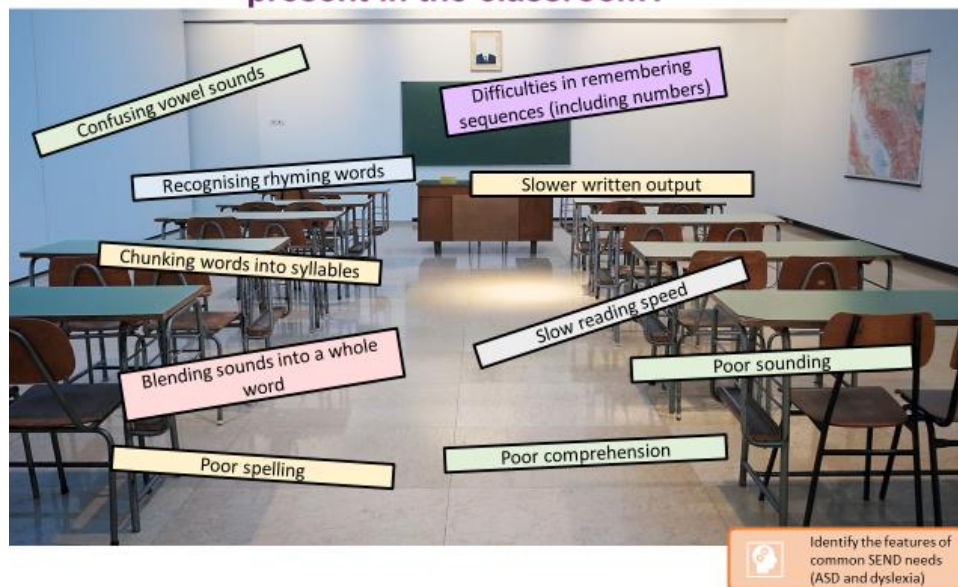 present in the classroom?
Confusing vowel sounds
Difficulties in remembering
sequences (including numbers)
Recognising rhyming words
Slower written output
Chunking words into syllables
Slow reading speed
Blending sounds into a whole
word
Poor sounding
Poor spelling
Poor comprehension
Identify the features of
common SEND needs
(ASD and dyslexia)